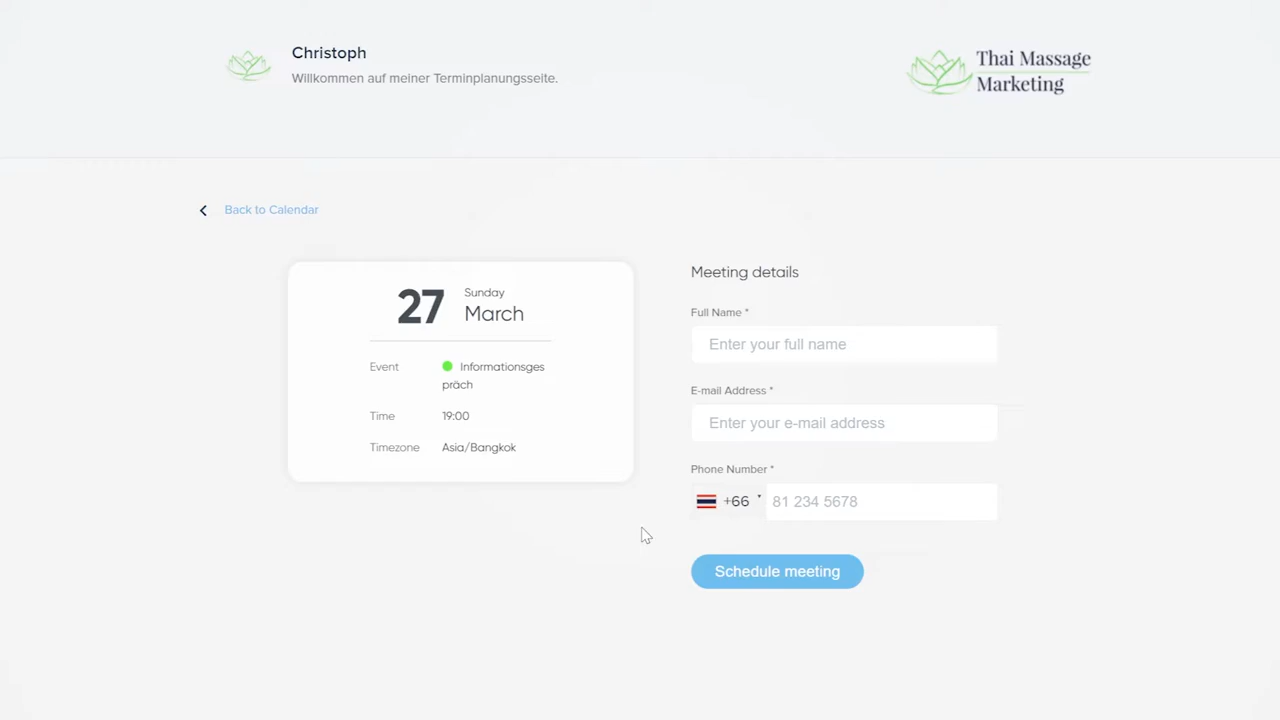 Christoph
Willkommen auf meiner Terminplanungsseite.
Thai Massage
Marketing
Back to Calendar
27
Sunday
March
Event
Informationsges
präch
Time
19:00
Timezone
Asia/Bangkok
Meeting details
Full Name *
Enter your full name
E-mail Address *
Enter your e-mail address
Phone Number *
+66
81 234 5678
Schedule meeting